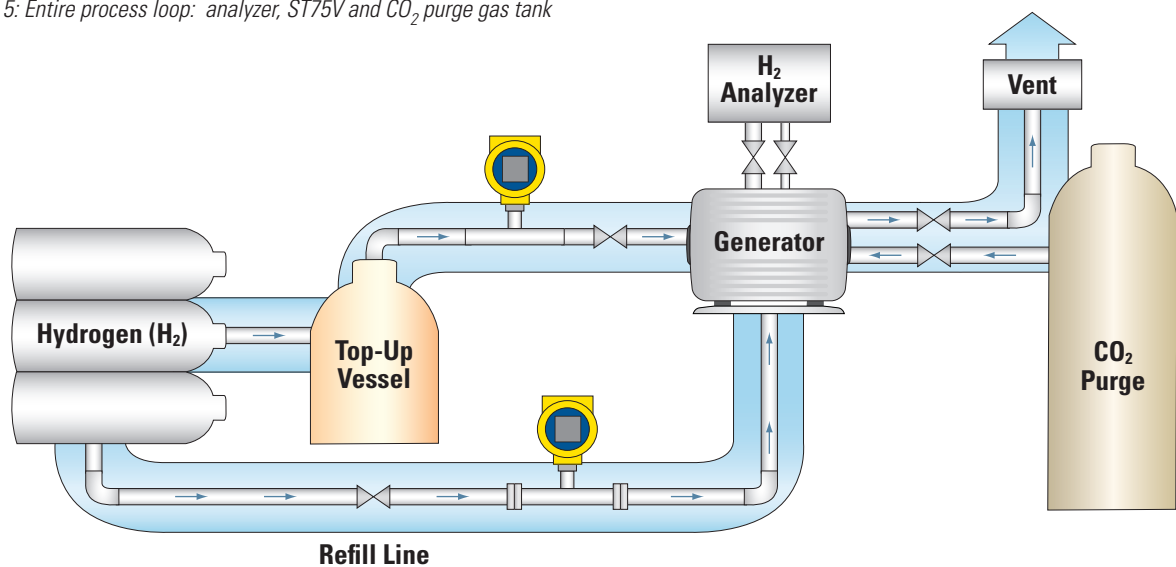 5: Entire process loop:  analyzer, ST75V and CO₂ purge gas tank
H₂
Analyzer
Vent
Generator
Hydrogen (H₂)
Top-Up
Vessel
CO₂
Purge
Refill Line